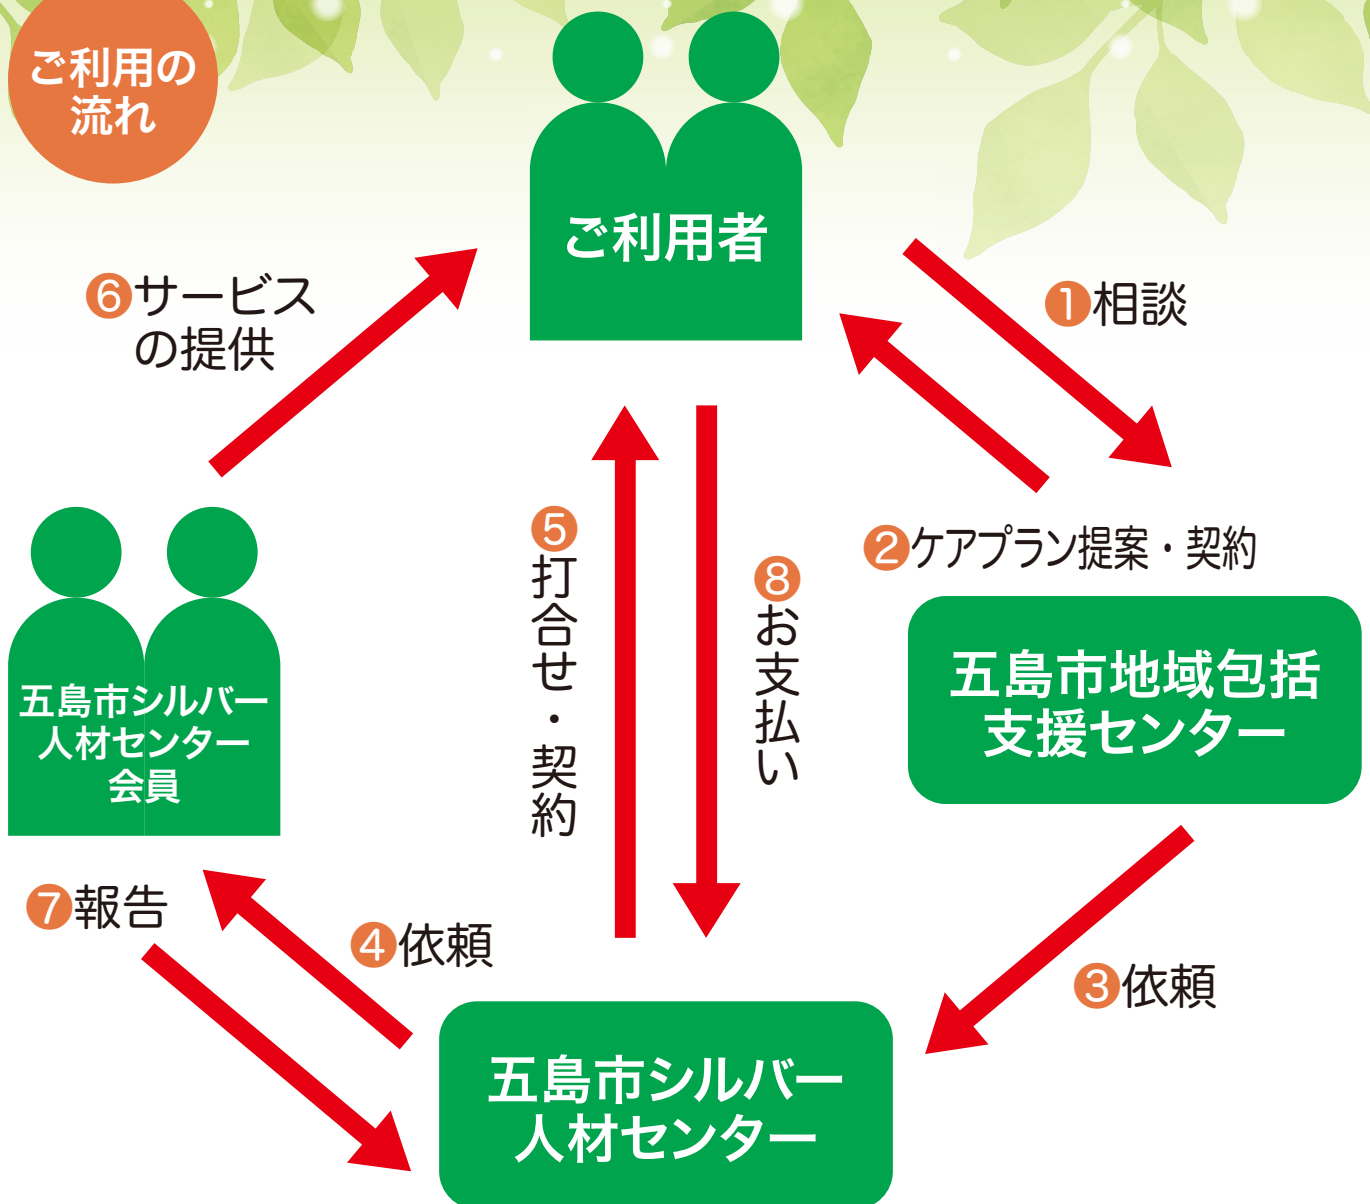 ご利用の
流れ
ご利用者
❻サービス
の提供
❶相談
❷ケアプラン提案・契約
❺打合せ・契約
❽お支払い
五島市地域包括
支援センター
五島市シルバー
人材センター
会員
❼報告
❹依頼
❸依頼
五島市シルバー
人材センター